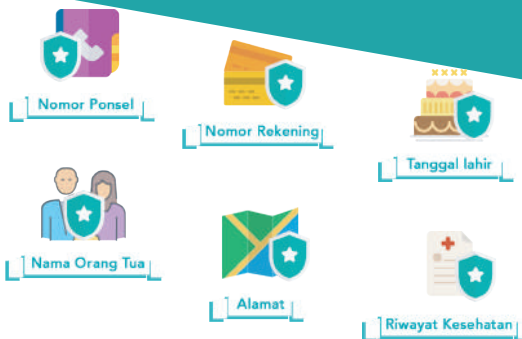 Nomor Ponsel
Nomor Rekening
Tanggal lahir
Nama Orang Tua
Alamat
Riwayat Kesehatan